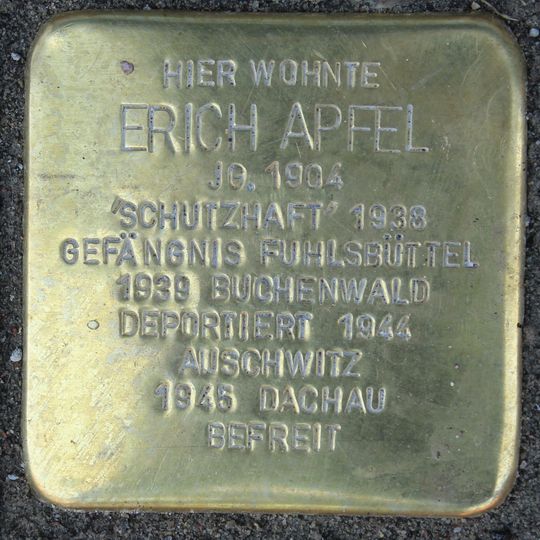 HIER WOHNTE
ERICH APFEL
JG. 1904
'SCHUTZHAFT' 1938
GEFÄNGNIS FUHLSBÜTTEL
1939 BUCHENWALD
DEPORTIERT 1944
AUSCHWITZ
1945 DACHAU
BEFREIT